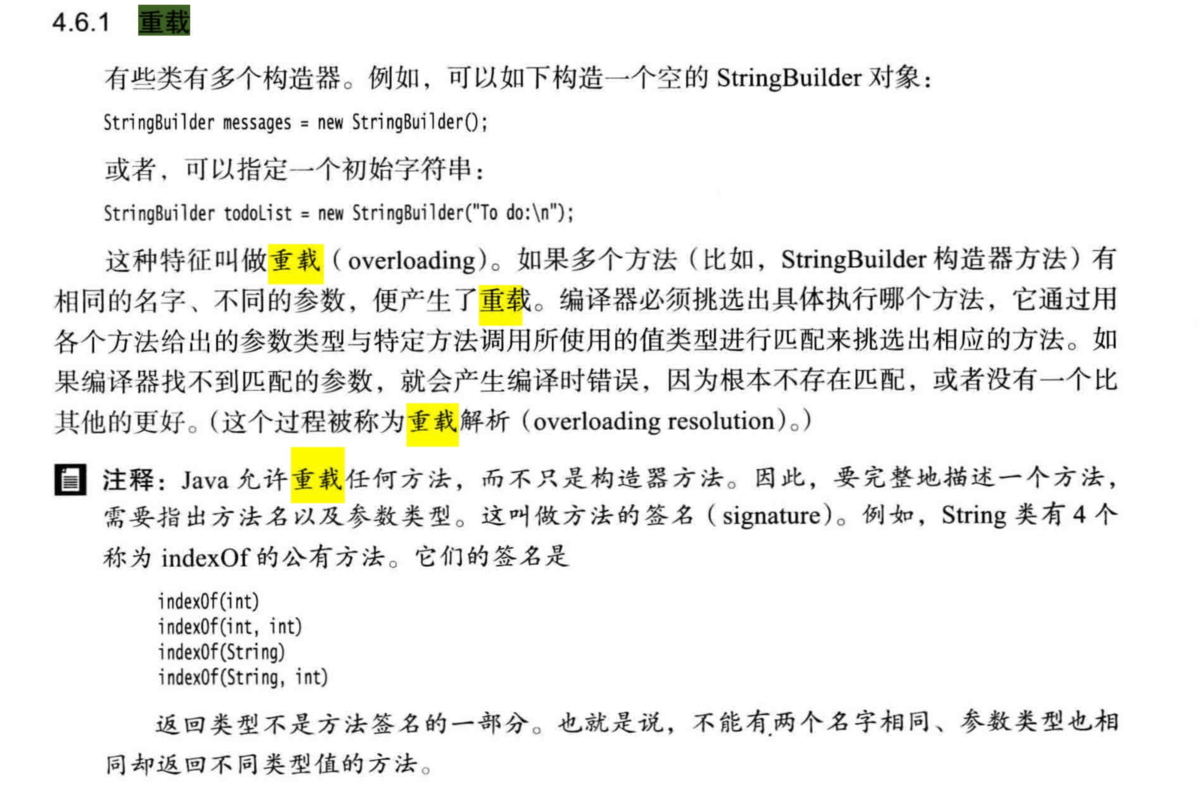 4.6.1 重载
有些类有多个构造器。例如，可以如下构造一个空的 StringBuilder 对象：
StringBuilder messages = new StringBuilder();
或者，可以指定一个初始字符串：
StringBuilder todoList = new StringBuilder("To do:\n");
这种特征叫做重载（overloading）。如果多个方法（比如，StringBuilder 构造器方法）有
相同的名字、不同的参数，便产生了重载。编译器必须挑选出具体执行哪个方法，它通过用
各个方法给出的参数类型与特定方法调用所使用的值类型进行匹配来挑选出相应的方法。如
果编译器找不到匹配的参数，就会产生编译时错误，因为根本不存在匹配，或者没有一个比
其他的更好。（这个过程被称为重载解析（overloading resolution）。）
注释：Java 允许重载任何方法，而不只是构造器方法。因此，要完整地描述一个方法，
需要指出方法名以及参数类型。这叫做方法的签名（signature）。例如，String 类有 4 个
称为 indexOf 的公有方法。它们的签名是
indexOf(int)
indexOf(int, int)
indexOf(String)
indexOf(String, int)
返回类型不是方法签名的一部分。也就是说，不能有两个名字相同、参数类型也相
同却返回不同类型值的方法。